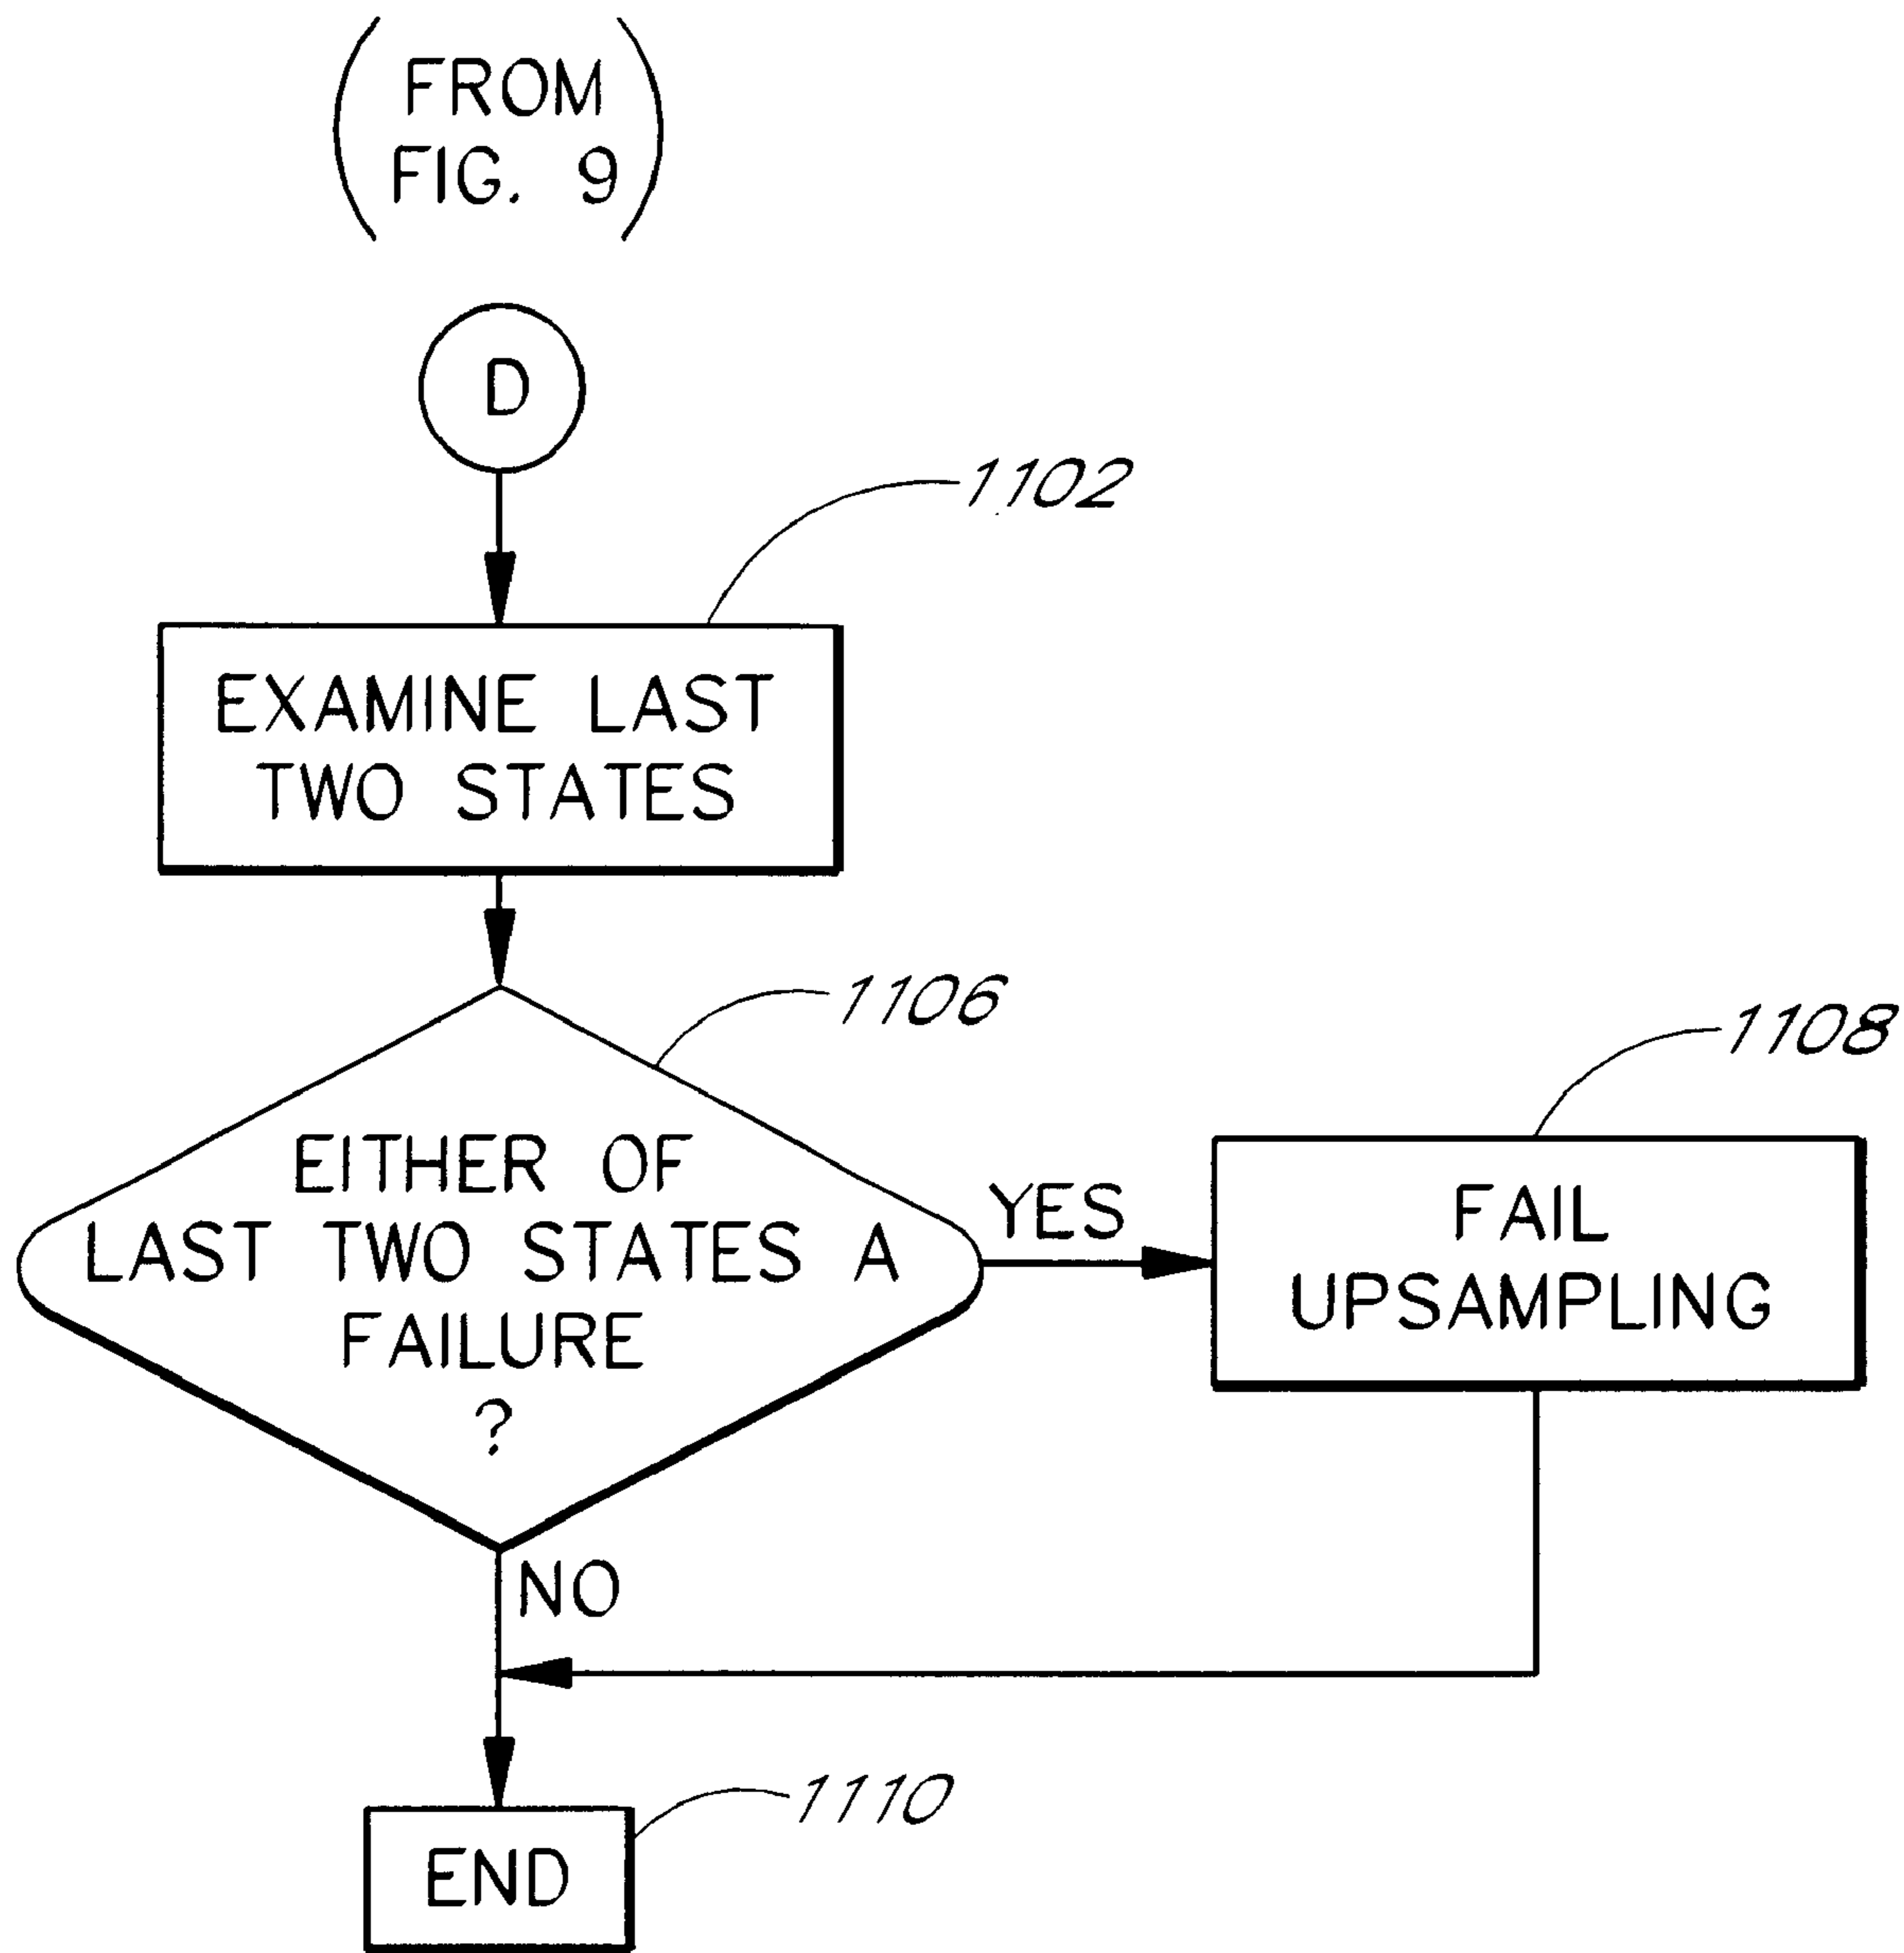 FROM
FIG. 9
D
1102
EXAMINE LAST
TWO STATES
1106
EITHER OF
LAST TWO STATES A
FAILURE
?
YES
1108
FAIL
UPSAMPLING
NO
1110
END